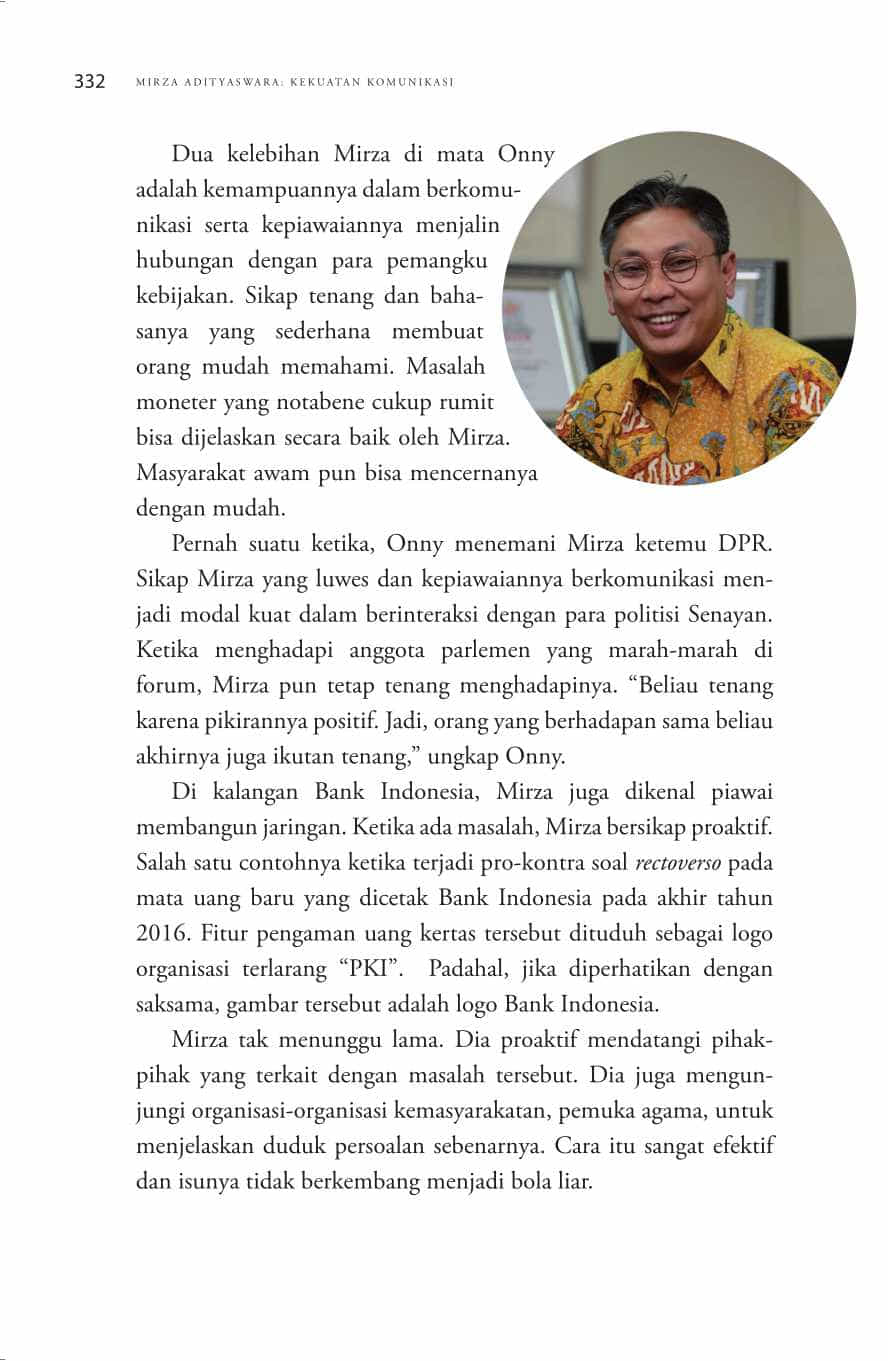 332 MIRZA ADITYASWARA: KEKUATAN KOMUNIKASI
Dua kelebihan Mirza di mata Onny
adalah kemampuannya dalam berkomu-
nikasi serta kepiawaiannya menjalin
hubungan dengan para pemangku
kebijakan. Sikap tenang dan baha-
sanya yang sederhana membuat
orang mudah memahami. Masalah
moneter yang notabene cukup rumit
bisa dijelaskan secara baik oleh Mirza.
Masyarakat awam pun bisa mencernanya
dengan mudah.
Pernah suatu ketika, Onny menemani Mirza ketemu DPR.
Sikap Mirza yang luwes dan kepiawaiannya berkomunikasi men-
jadi modal kuat dalam berinteraksi dengan para politisi Senayan.
Ketika menghadapi anggota parlemen yang marah-marah di
forum, Mirza pun tetap tenang menghadapinya. “Beliau tenang
karena pikirannya positif. Jadi, orang yang berhadapan sama beliau
akhirnya juga ikutan tenang,” ungkap Onny.
Di kalangan Bank Indonesia, Mirza juga dikenal piawai
membangun jaringan. Ketika ada masalah, Mirza bersikap proaktif.
Salah satu contohnya ketika terjadi pro-kontra soal rectoverso pada
mata uang baru yang dicetak Bank Indonesia pada akhir tahun
2016. Fitur pengaman uang kertas tersebut dituduh sebagai logo
organisasi terlarang “PKI”. Padahal, jika diperhatikan dengan
saksama, gambar tersebut adalah logo Bank Indonesia.
Mirza tak menunggu lama. Dia proaktif mendatangi pihak-
pihak yang terkait dengan masalah tersebut. Dia juga mengun-
jungi organisasi-organisasi kemasyarakatan, pemuka agama, untuk
menjelaskan duduk persoalan sebenarnya. Cara itu sangat efektif
dan isunya tidak berkembang menjadi bola liar.